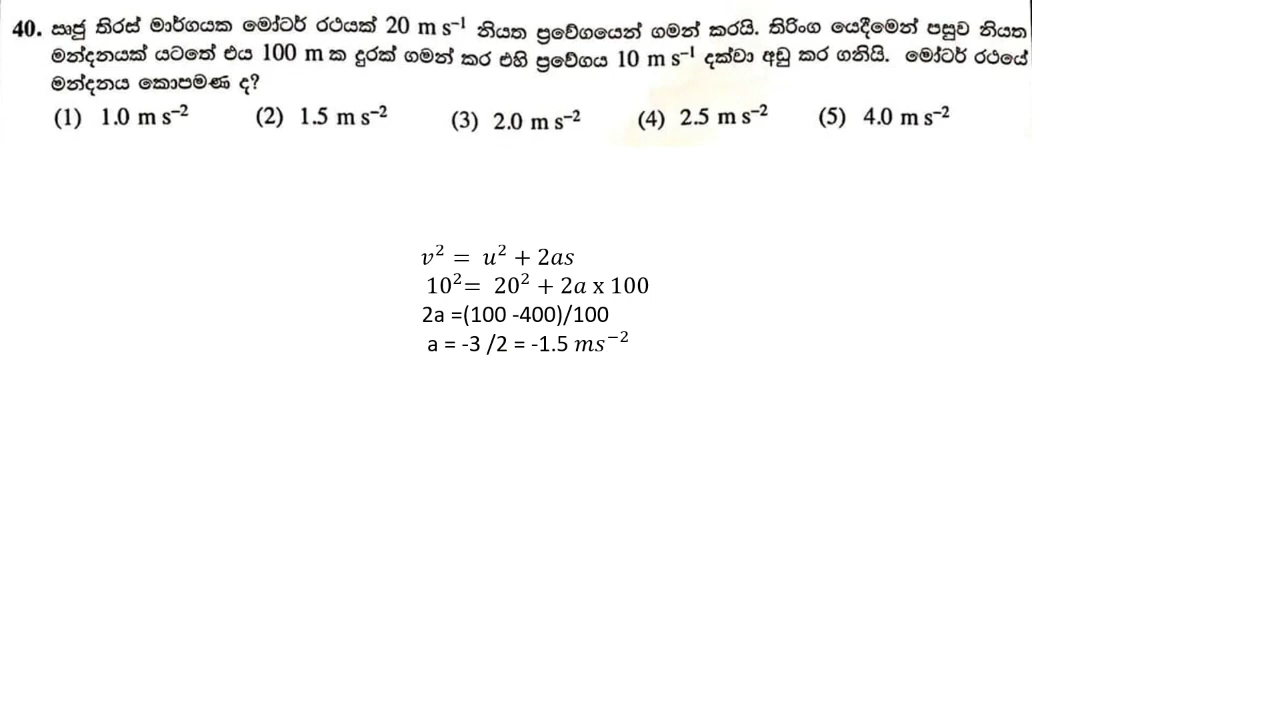 40. ඍජු තිරස් මාර්ගයක මෝටර් රථයක් 20 m s⁻¹ නියත ප්‍රවේගයෙන් ගමන් කරයි. තිරිංග යෙදීමෙන් පසුව නියත
මන්දනයක් යටතේ එය 100 m ක දුරක් ගමන් කර එහි ප්‍රවේගය 10 m s⁻¹ දක්වා අඩු කර ගනියි. මෝටර් රථයේ
මන්දනය කොපමණ ද?
(1) 1.0 m s⁻² (2) 1.5 m s⁻² (3) 2.0 m s⁻² (4) 2.5 m s⁻² (5) 4.0 m s⁻²
v² = u² + 2as
10² = 20² + 2a x 100
2a =(100 -400)/100
a = -3 /2 = -1.5 ms⁻²